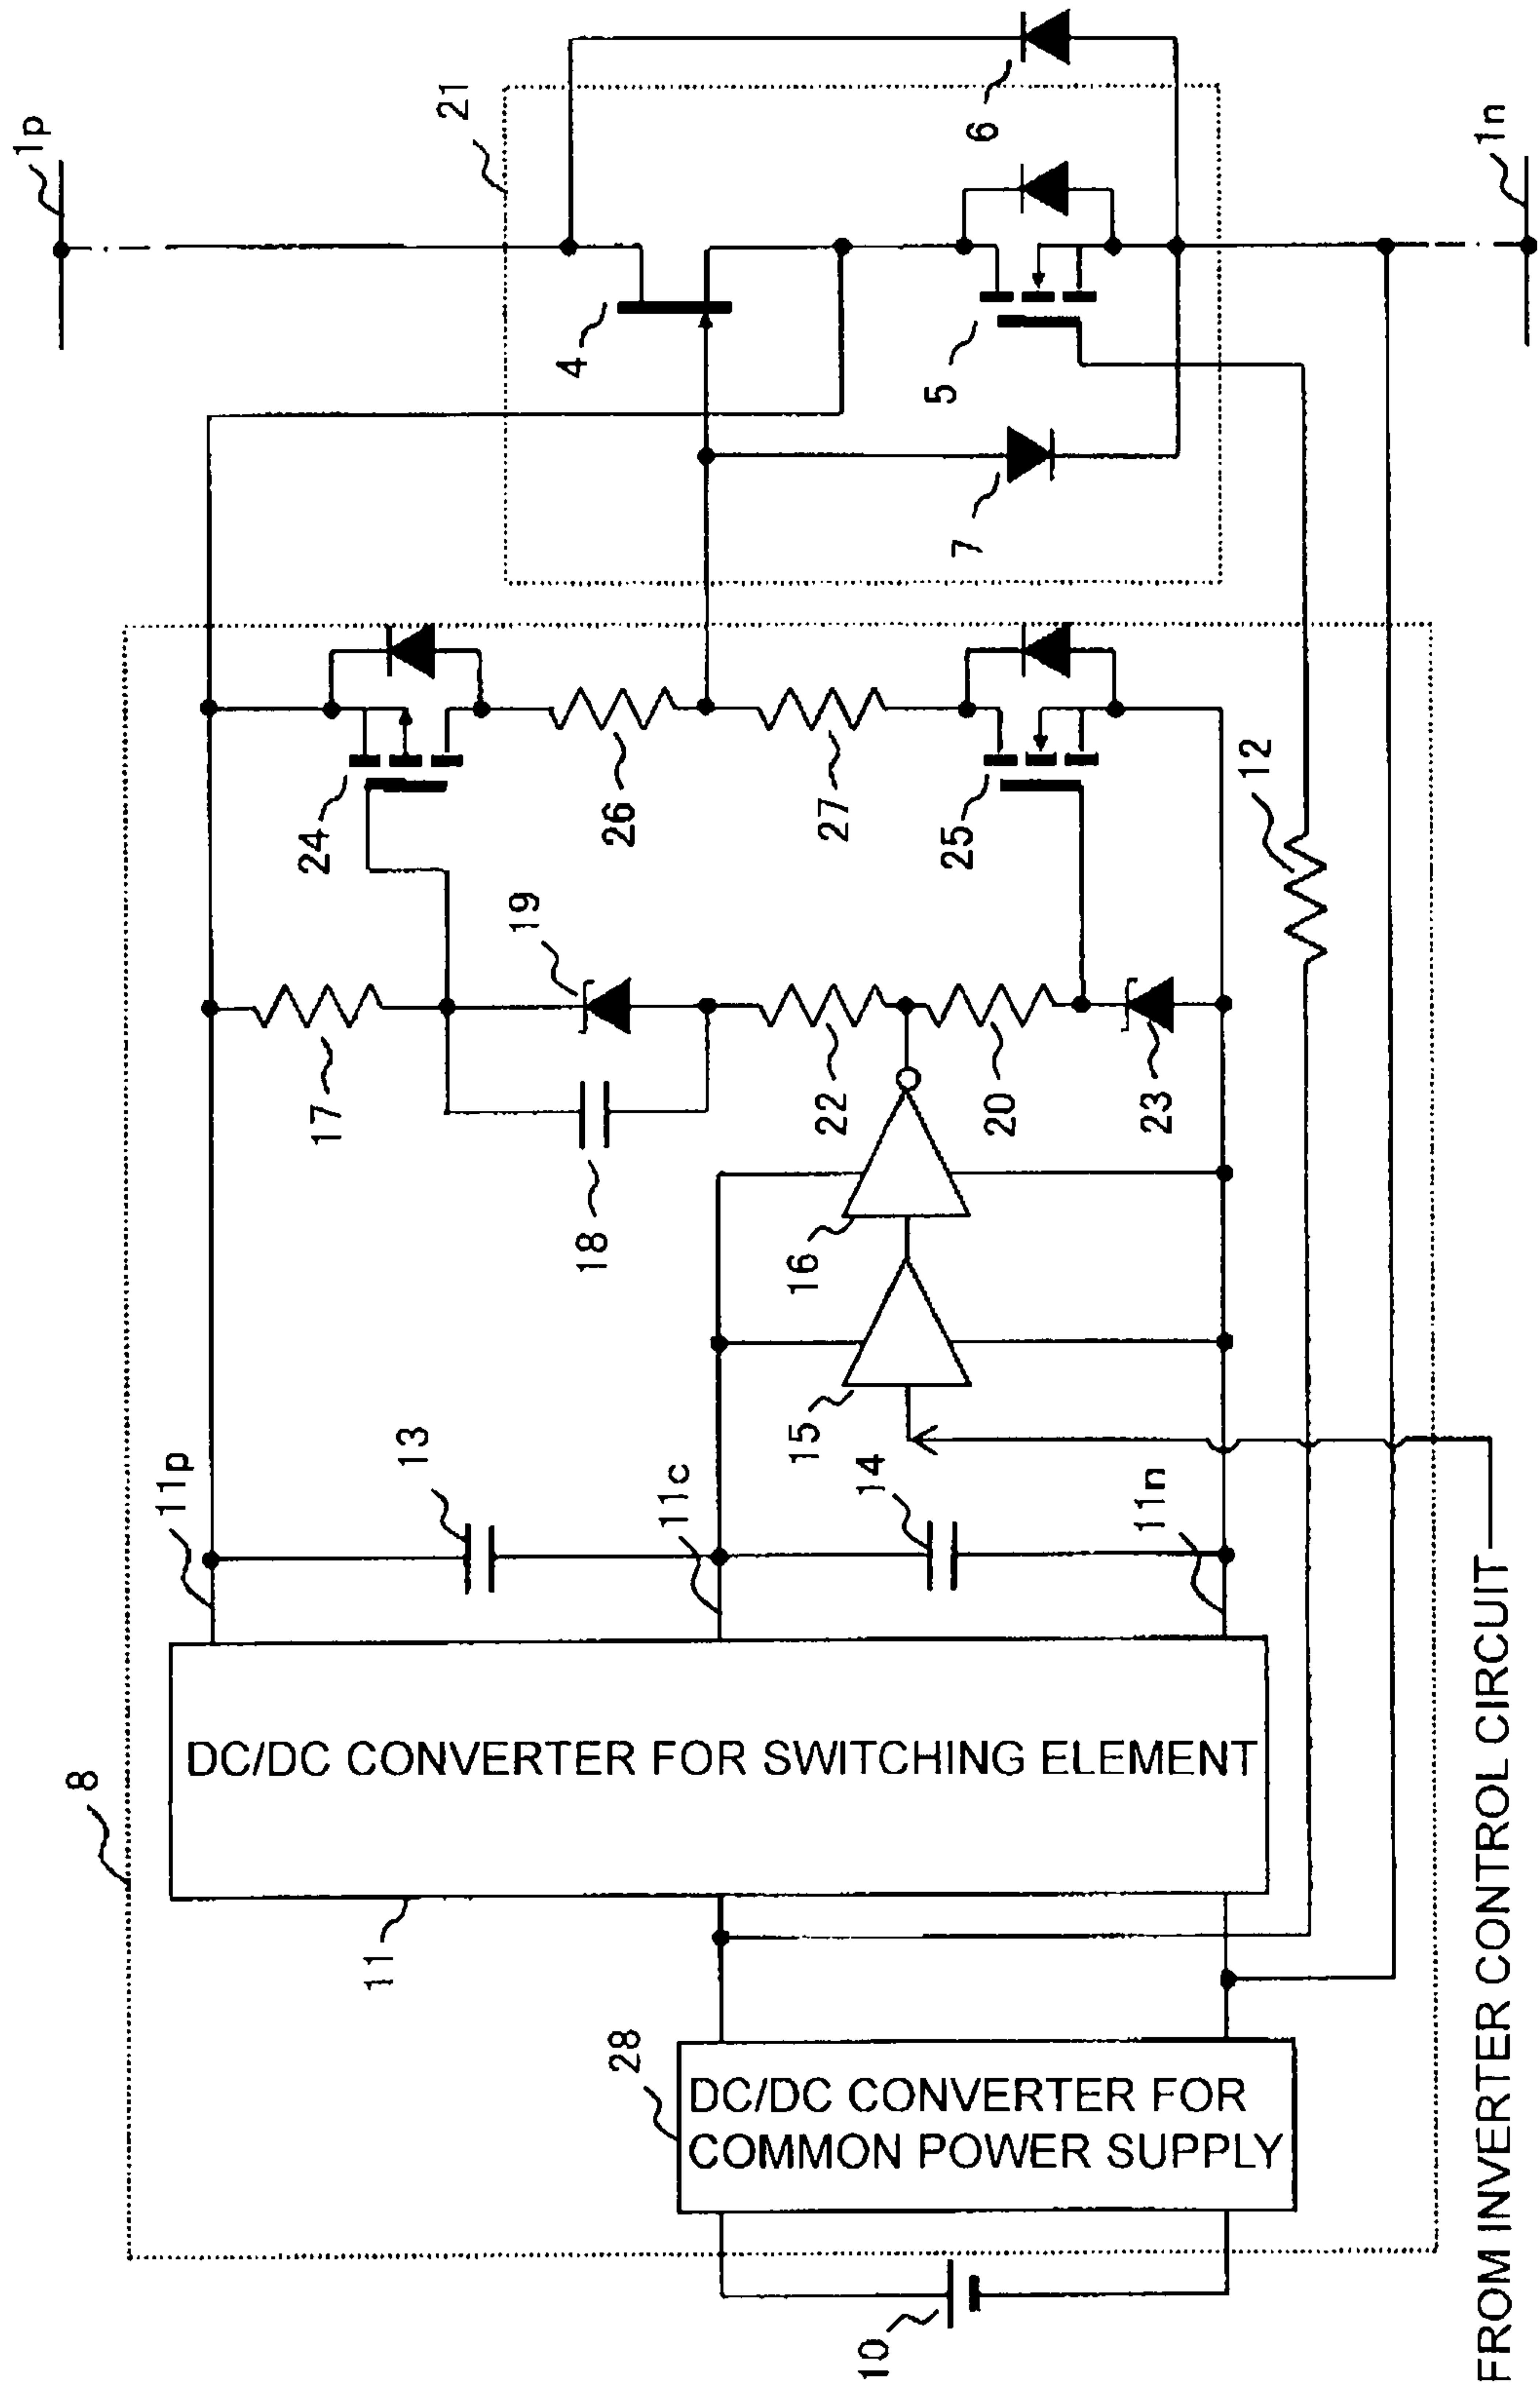 1p
21
6
4
5
7
1n
24
26
27
25
12
19
17
18
22
20
23
16
15
13
14
11p
11c
11n
8
DC/DC CONVERTER FOR SWITCHING ELEMENT
11
28
DC/DC CONVERTER FOR
COMMON POWER SUPPLY
10
FROM INVERTER CONTROL CIRCUIT